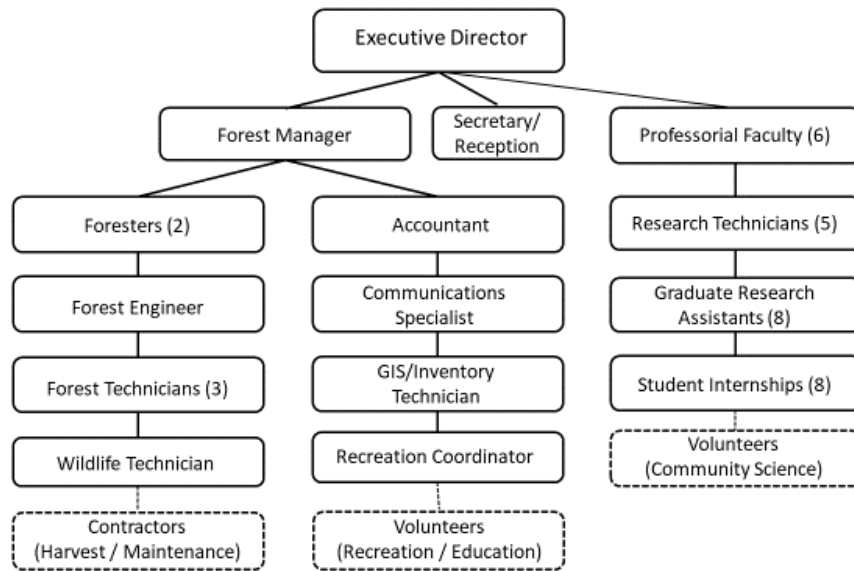 Executive Director
Forest Manager
Secretary/
Reception
Professorial Faculty (6)
Foresters (2)
Accountant
Research Technicians (5)
Forest Engineer
Communications
Specialist
Graduate Research
Assistants (8)
Forest Technicians (3)
GIS/Inventory
Technician
Student Internships (8)
Wildlife Technician
Recreation Coordinator
Volunteers
(Community Science)
Contractors
(Harvest / Maintenance)
Volunteers
(Recreation / Education)